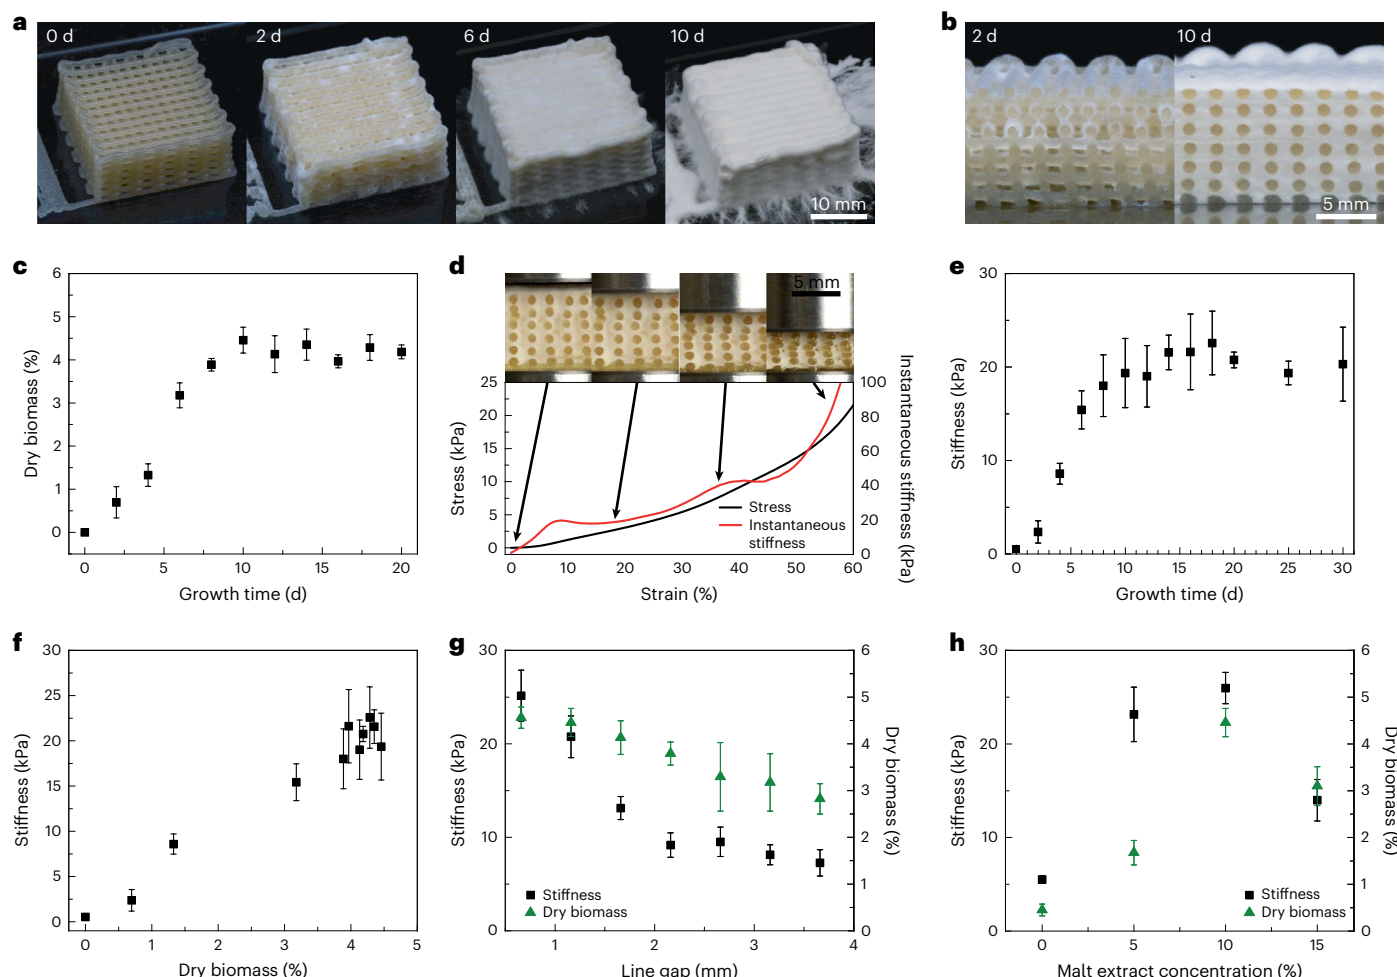 a
0 d
2 d
6 d
10 d
10 mm
b
2 d
10 d
5 mm
c
Dry biomass (%)
6
5
4
3
2
1
0
0 5 10 15 20
Growth time (d)
d
5 mm
Stress (kPa)
25
20
15
10
5
0
Instantaneous stiffness (kPa)
100
80
60
40
20
0
Stress
Instantaneous
stiffness
0 10 20 30 40 50 60
Strain (%)
e
Stiffness (kPa)
30
20
10
0
0 5 10 15 20 25 30
Growth time (d)
f
Stiffness (kPa)
30
25
20
15
10
5
0
0 1 2 3 4 5
Dry biomass (%)
g
Stiffness (kPa)
30
20
10
0
Dry biomass (%)
6
5
4
3
2
1
0
Stiffness
Dry biomass
1 2 3 4
Line gap (mm)
h
Stiffness (kPa)
30
20
10
0
Dry biomass (%)
6
5
4
3
2
1
0
Stiffness
Dry biomass
0 5 10 15
Malt extract concentration (%)